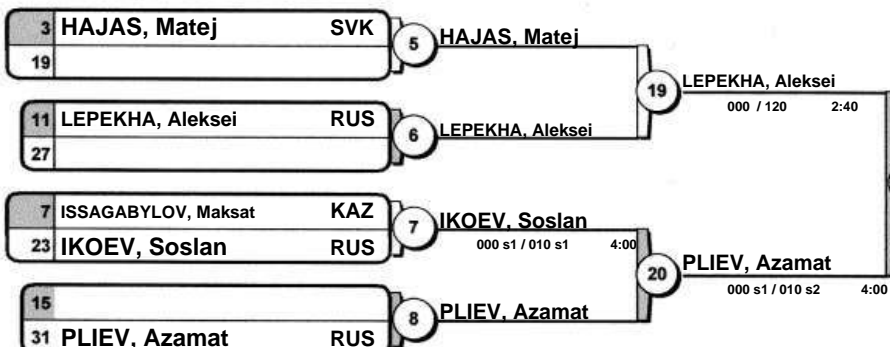 3 HAJAS, Matej SVK
19
5 HAJAS, Matej
11 LEPEKHA, Aleksei RUS
27
6 LEPEKHA, Aleksei
19 LEPEKHA, Aleksei
000 / 120 2:40
7 ISSAGABYLOV, Maksat KAZ
23 IKOEV, Soslan RUS
7 IKOEV, Soslan
000 s1 / 010 s1 4:00
15
31 PLIEV, Azamat RUS
8 PLIEV, Azamat
20 PLIEV, Azamat
000 s1 / 010 s2 4:00